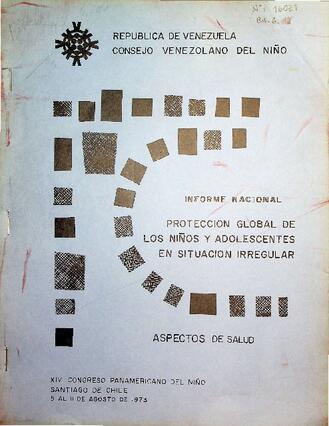 REPUBLICA DE VENEZUELA
CONSEJO VENEZOLANO DEL NIÑO
INFORME NACIONAL
PROTECCION GLOBAL DE
LOS NIÑOS Y ADOLESCENTES
EN SITUACION IRREGULAR
ASPECTOS DE SALUD
XIV CONGRESO PANAMERICANO DEL NIÑO
SANTIAGO DE CHILE
5 AL 11 DE AGOSTO DE 1973